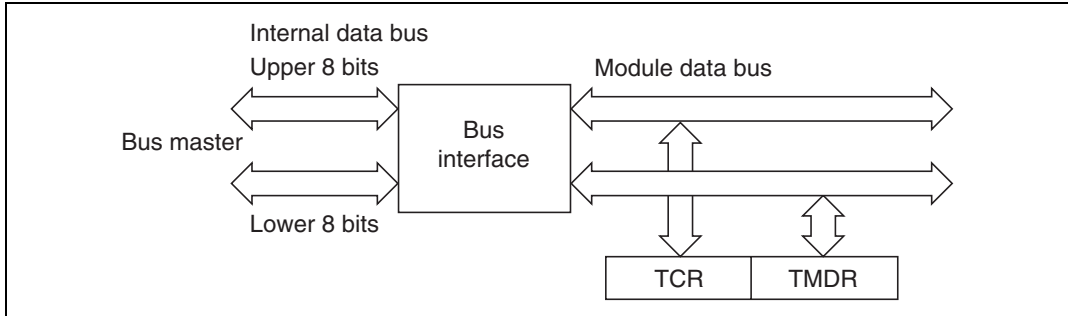 Internal data bus
Upper 8 bits
Module data bus
Bus master
Bus
interface
Lower 8 bits
TCR
TMDR